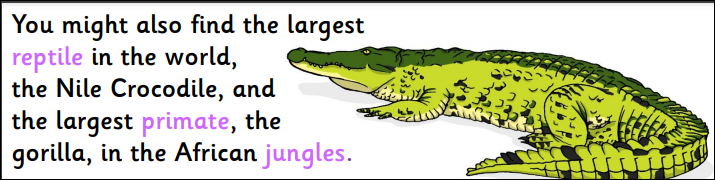 You might also find the largest
reptile in the world,
the Nile Crocodile, and
the largest primate, the
gorilla, in the African jungles.